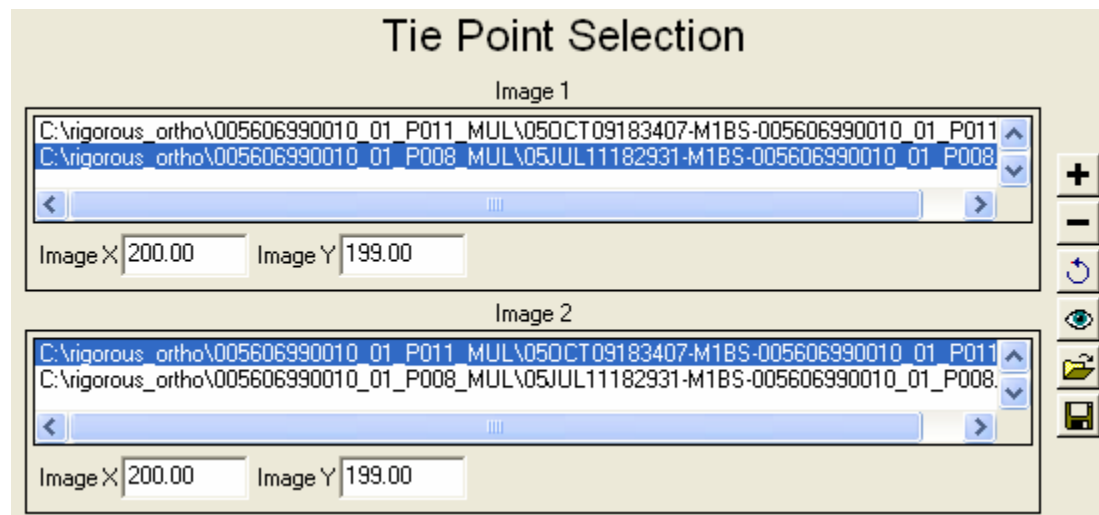 Tie Point Selection
Image 1
C:\rigorous_ortho\005606990010_01_P011_MUL\05OCT09183407-M1BS-005606990010_01_P011
C:\rigorous_ortho\005606990010_01_P008_MUL\05JUL11182931-M1BS-005606990010_01_P008.
Image X 200.00 Image Y 199.00
Image 2
C:\rigorous_ortho\005606990010_01_P011_MUL\05OCT09183407-M1BS-005606990010_01_P011
C:\rigorous_ortho\005606990010_01_P008_MUL\05JUL11182931-M1BS-005606990010_01_P008.
Image X 200.00 Image Y 199.00